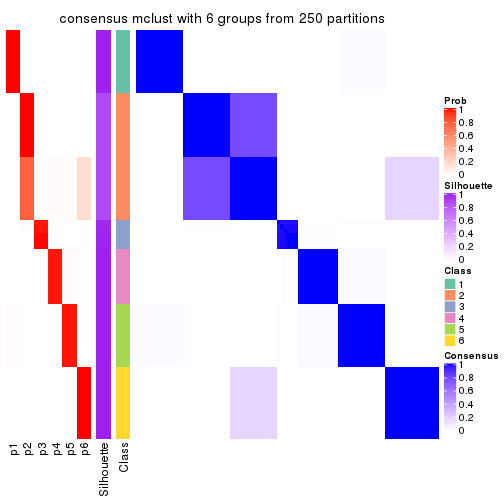 consensus mclust with 6 groups from 250 partitions
Prob
1
0.8
0.6
0.4
0.2
0
Silhouette
1
0.8
0.6
0.4
0.2
0
Class
1
2
3
4
5
6
Consensus
1
0.8
0.6
0.4
0.2
0
p1
p2
p3
p4
p5
p6
Silhouette
Class